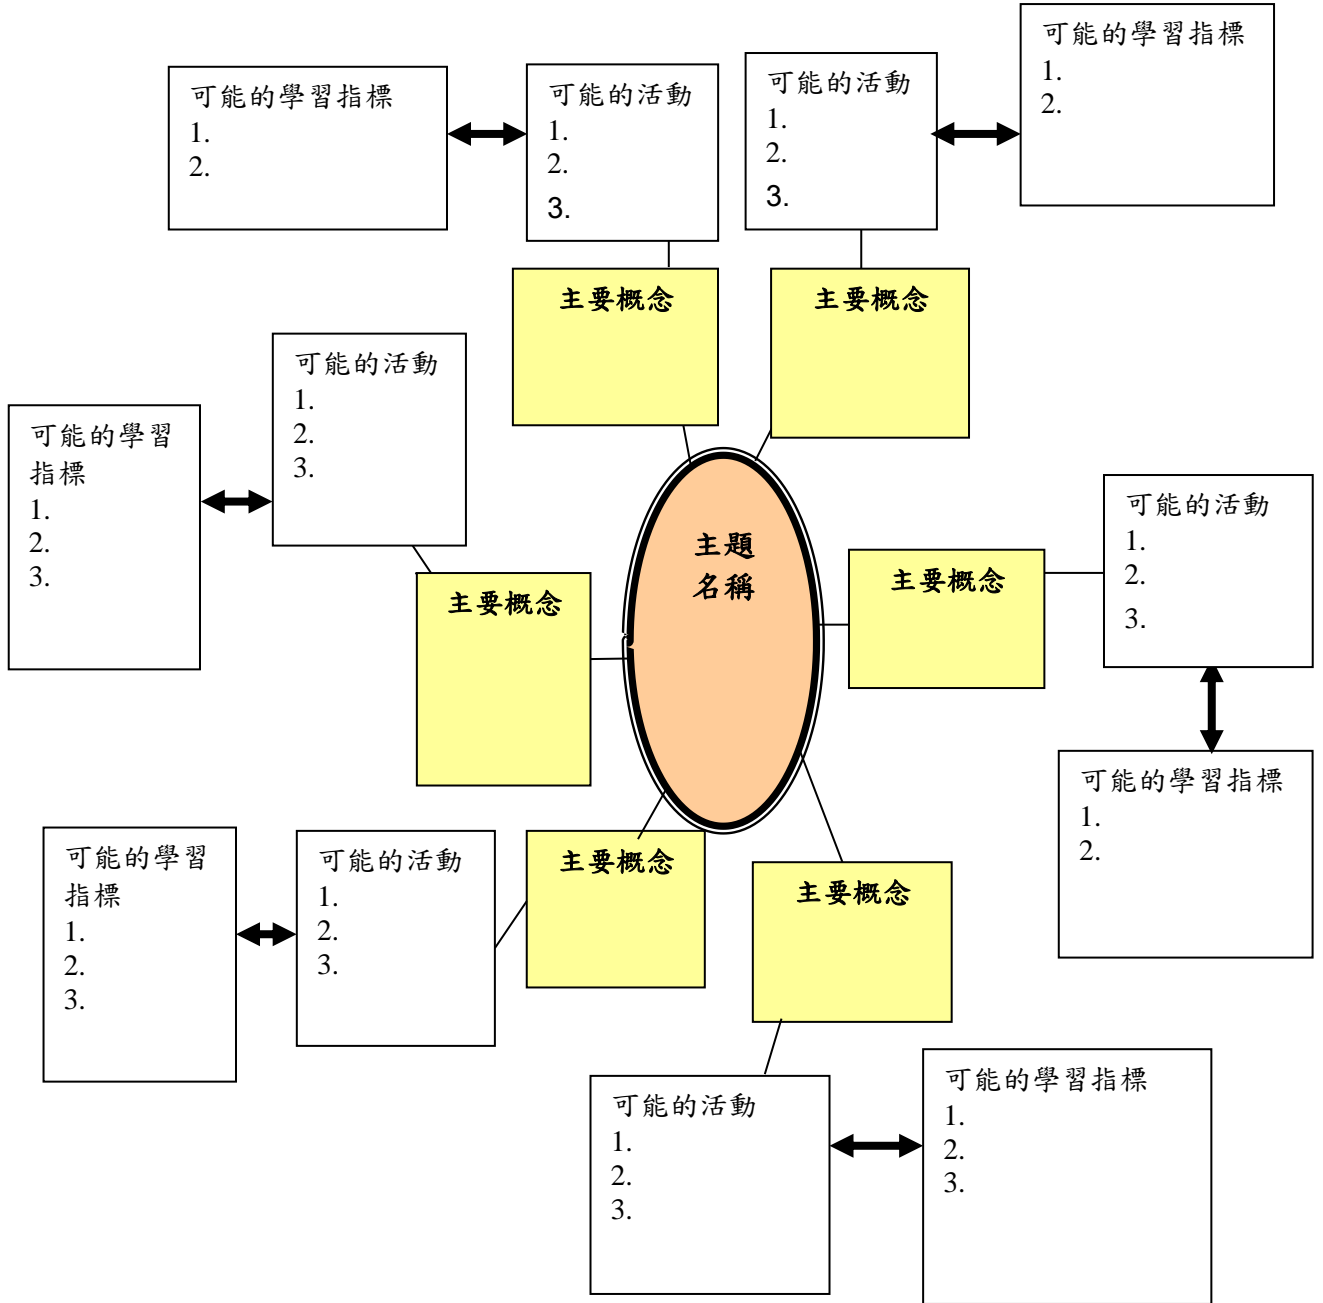 可能的學習指標
1.
2.
可能的活動
1.
2.
3.
可能的活動
1.
2.
3.
可能的學習指標
1.
2.
主要概念
主要概念
可能的學習
指標
1.
2.
3.
可能的活動
1.
2.
3.
主要概念
主題
名稱
主要概念
可能的活動
1.
2.
3.
可能的學習指標
1.
2.
可能的學習
指標
1.
2.
3.
可能的活動
1.
2.
3.
主要概念
主要概念
可能的活動
1.
2.
3.
可能的學習指標
1.
2.
3.